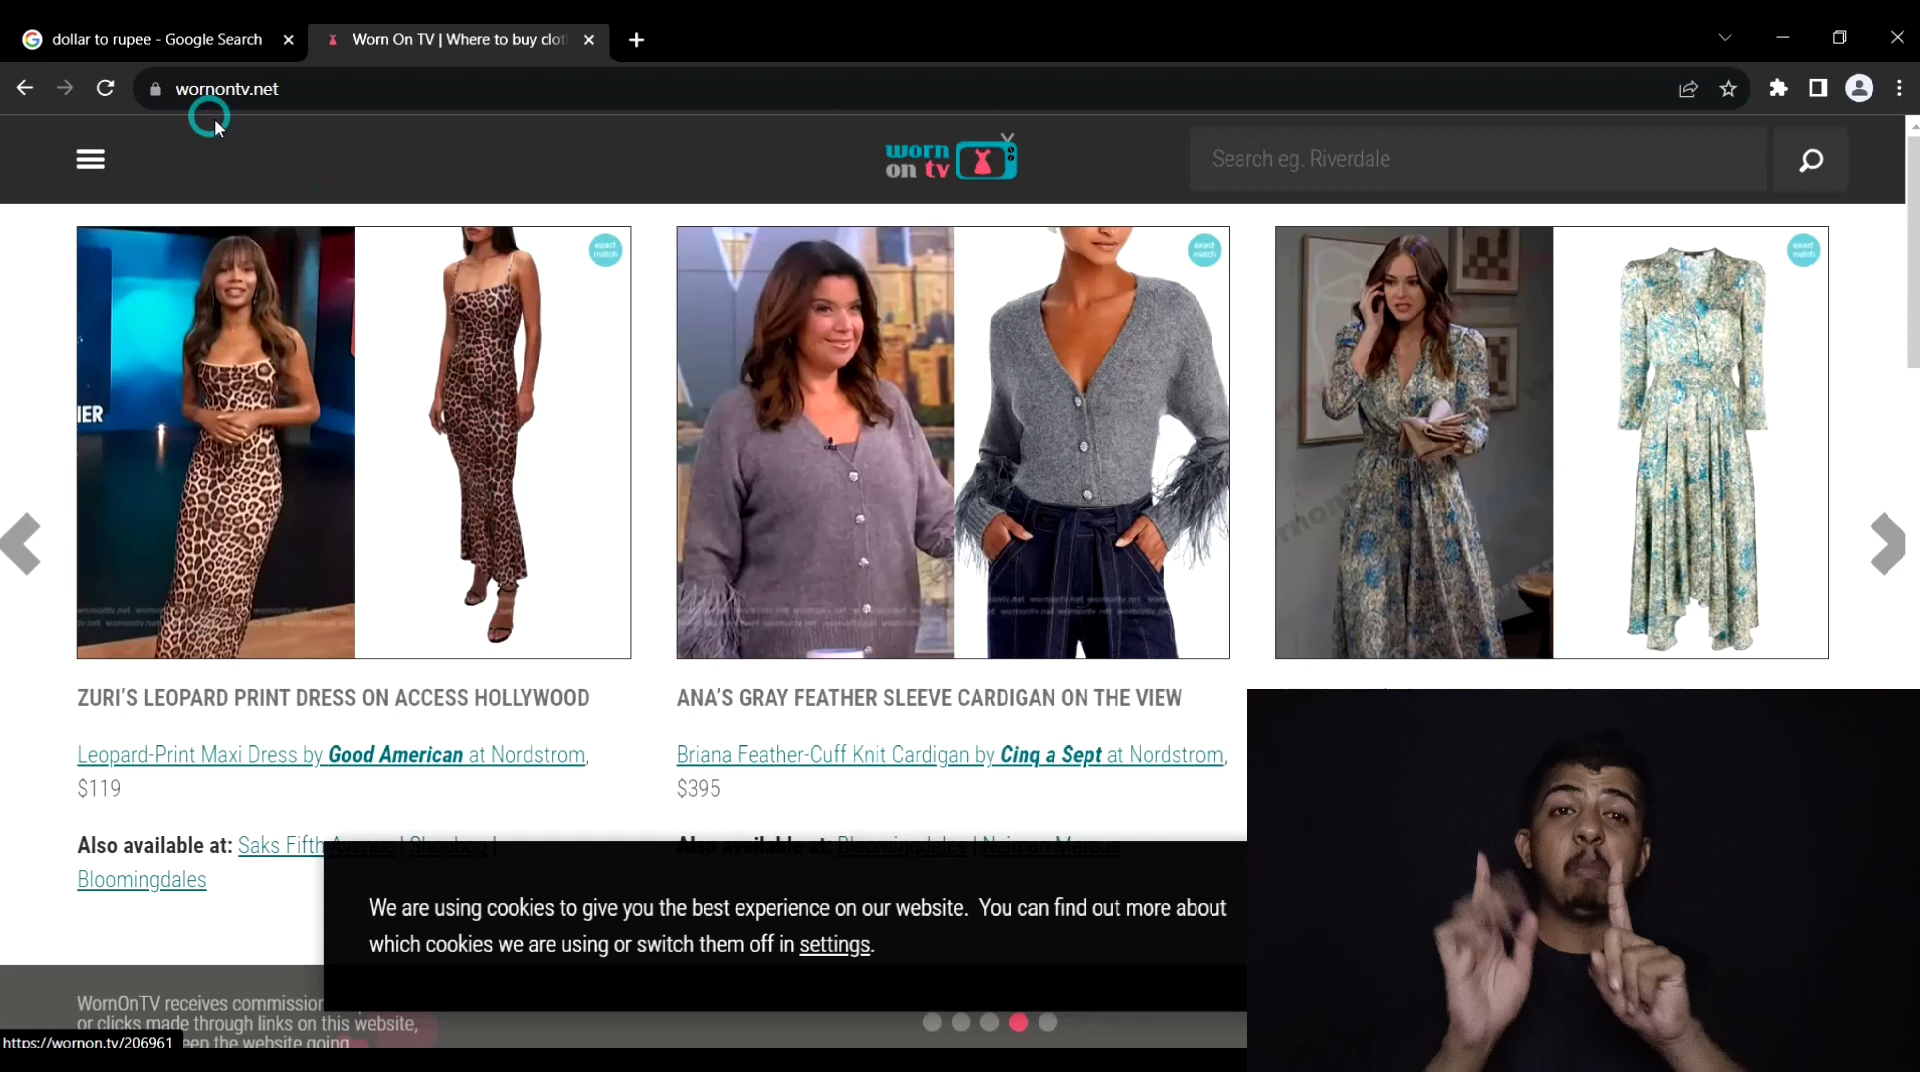 dollar to rupee - Google Search
Worn On TV | Where to buy clot
wornontv.net
worn
on tv
Search eg. Riverdale
exact
match
exact
match
exact
match
IER
wornontv.net
ZURI'S LEOPARD PRINT DRESS ON ACCESS HOLLYWOOD
ANA'S GRAY FEATHER SLEEVE CARDIGAN ON THE VIEW
Leopard-Print Maxi Dress by Good American at Nordstrom,
$119
Briana Feather-Cuff Knit Cardigan by Cinq a Sept at Nordstrom,
$395
Also available at: Saks Fifth Avenue | Shopbop |
Bloomingdales
Also available at: Bloomingdales | Neiman Marcus
We are using cookies to give you the best experience on our website. You can find out more about
which cookies we are using or switch them off in settings.
WornOnTV receives commission
or clicks made through links on this website,
eep the website going
https://wornon.tv/206961